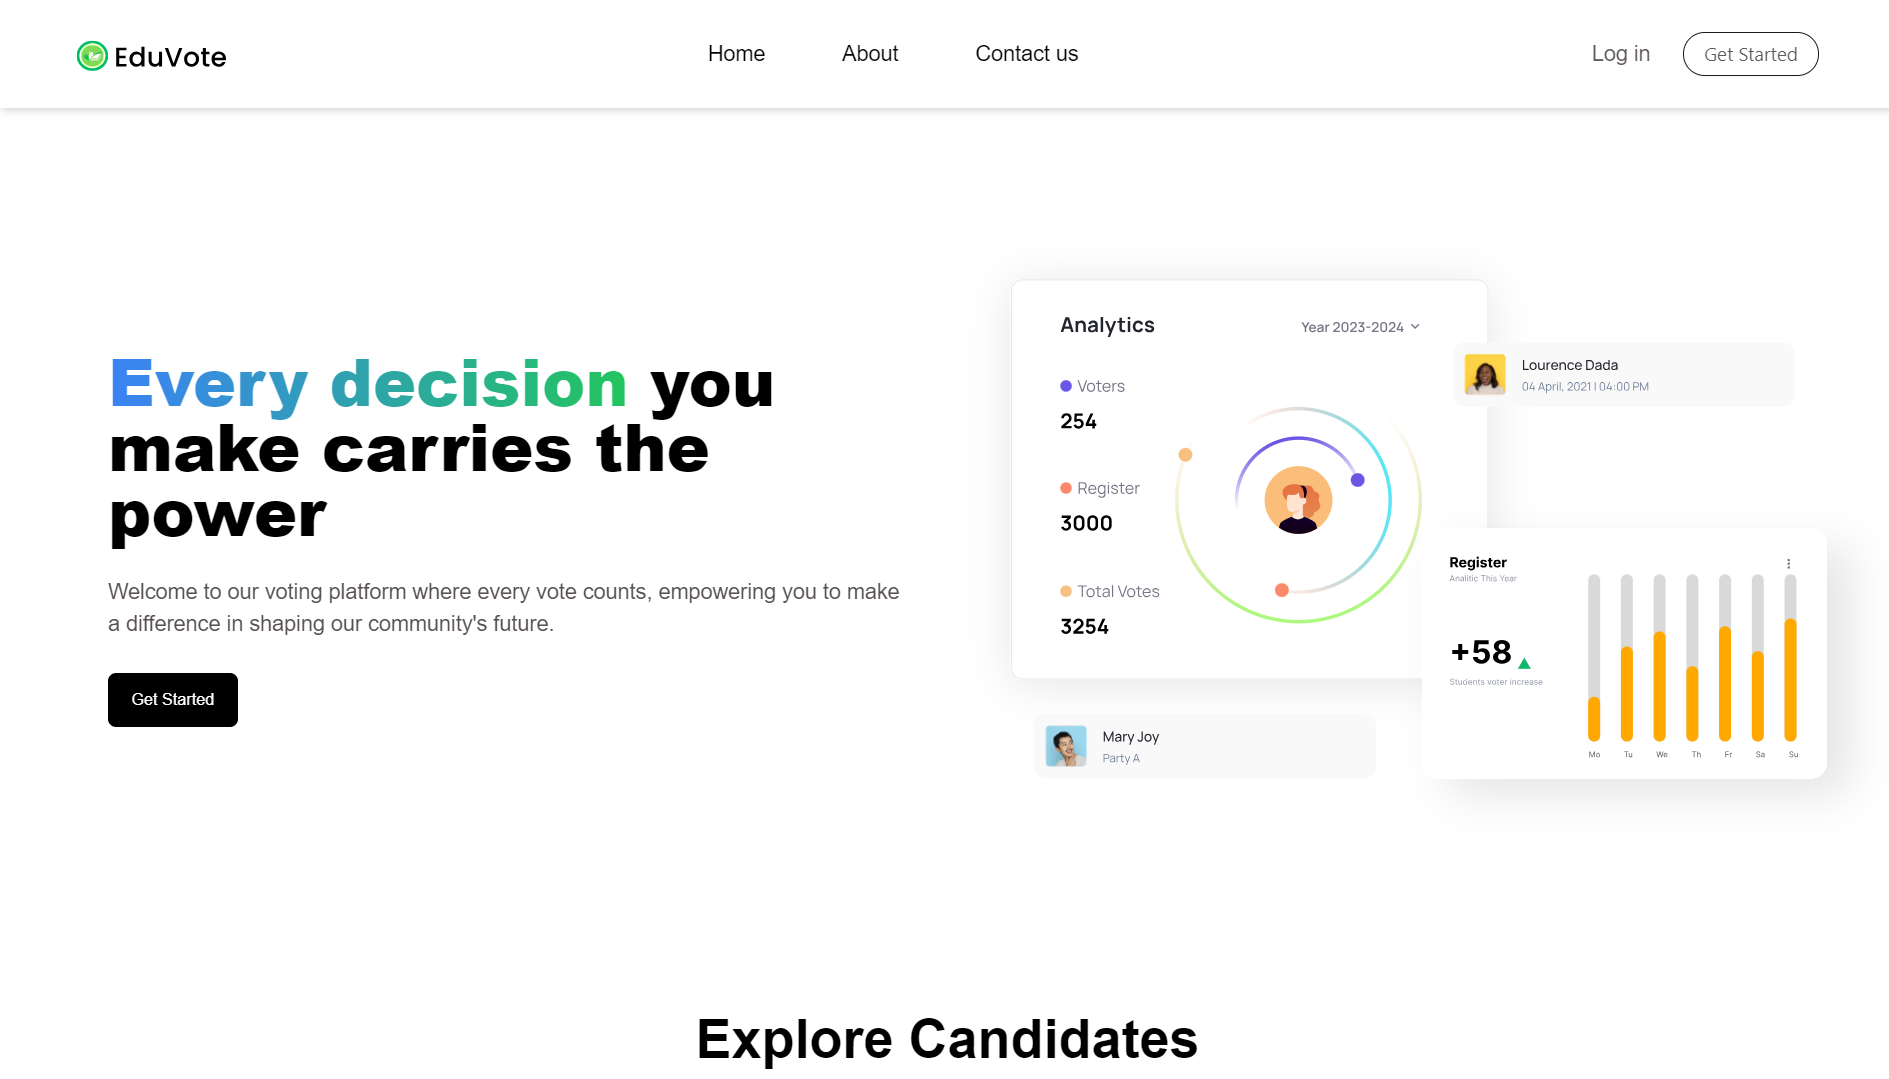 EduVote
Home
About
Contact us
Log in
Get Started
Every decision you
make carries the
power
Welcome to our voting platform where every vote counts, empowering you to make
a difference in shaping our community's future.
Get Started
Analytics
Year 2023-2024
Voters
254
Register
3000
Total Votes
3254
Lourence Dada
04 April, 2021 | 04:00 PM
Register
Analitic This Year
+58
Students voter increase
Mo Tu We Th Fr Sa Su
Mary Joy
Party A
Explore Candidates